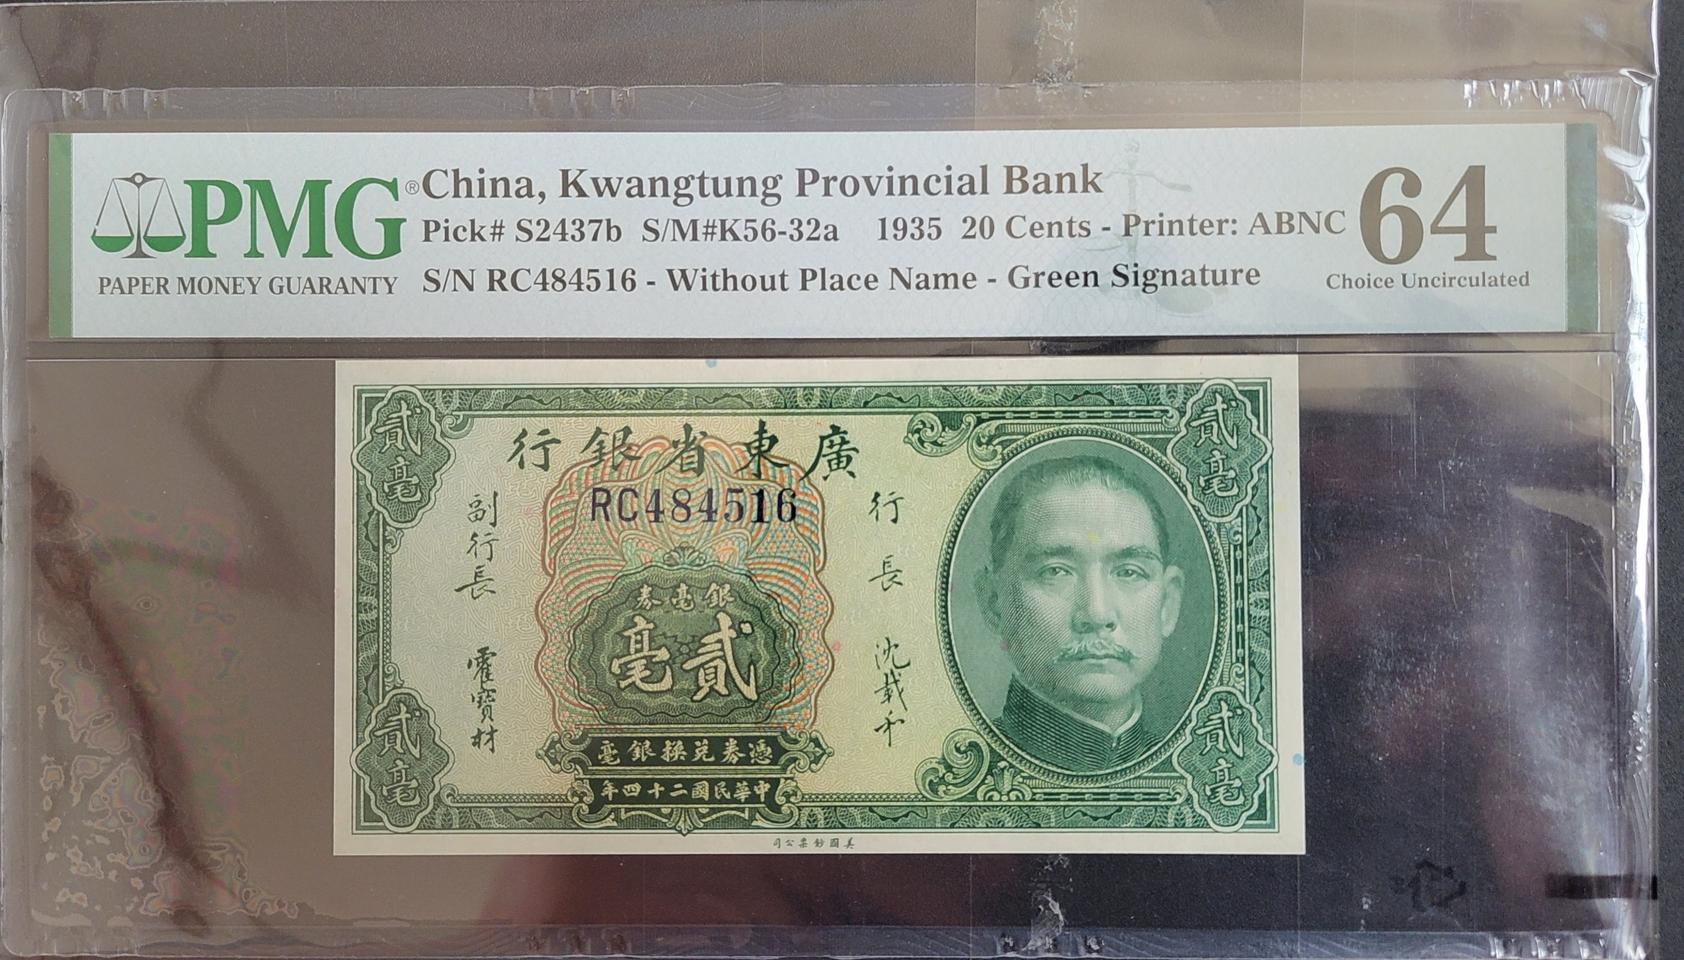 PMG® China, Kwangtung Provincial Bank
Pick# S2437b S/M#K56-32a 1935 20 Cents - Printer: ABNC 64
PAPER MONEY GUARANTY S/N RC484516 - Without Place Name - Green Signature Choice Uncirculated
貳毫
貳毫
行銀省東廣
RC484516
副行長
霍寶材
行長
沈載和
券毫銀
毫貳
毫銀換兌券憑
年四十二國民華中
貳毫
貳毫
司公票鈔國美